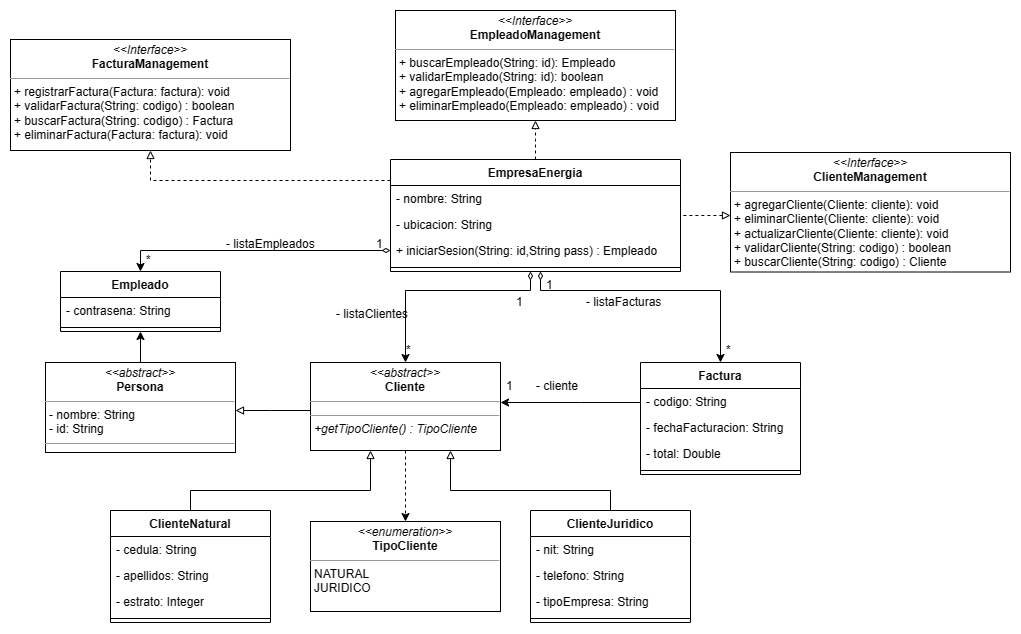 <<Interface>>
EmpleadoManagement
+ buscarEmpleado(String: id): Empleado
+ validarEmpleado(String: id): boolean
+ agregarEmpleado(Empleado: empleado) : void
+ eliminarEmpleado(Empleado: empleado) : void
<<Interface>>
FacturaManagement
+ registrarFactura(Factura: factura): void
+ validarFactura(String: codigo) : boolean
+ buscarFactura(String: codigo) : Factura
+ eliminarFactura(Factura: factura): void
EmpresaEnergia
- nombre: String
- ubicacion: String
+ iniciarSesion(String: id,String pass) : Empleado
<<Interface>>
ClienteManagement
+ agregarCliente(Cliente: cliente): void
+ eliminarCliente(Cliente: cliente): void
+ actualizarCliente(Cliente: cliente): void
+ validarCliente(String: codigo) : boolean
+ buscarCliente(String: codigo) : Cliente
- listaEmpleados
1
*
Empleado
- contrasena: String
1
- listaClientes
*
1
- listaFacturas
*
<<abstract>>
Persona
- nombre: String
- id: String
<<abstract>>
Cliente
+getTipoCliente() : TipoCliente
1
- cliente
Factura
- codigo: String
- fechaFacturacion: String
- total: Double
ClienteNatural
- cedula: String
- apellidos: String
- estrato: Integer
<<enumeration>>
TipoCliente
NATURAL
JURIDICO
ClienteJuridico
- nit: String
- telefono: String
- tipoEmpresa: String